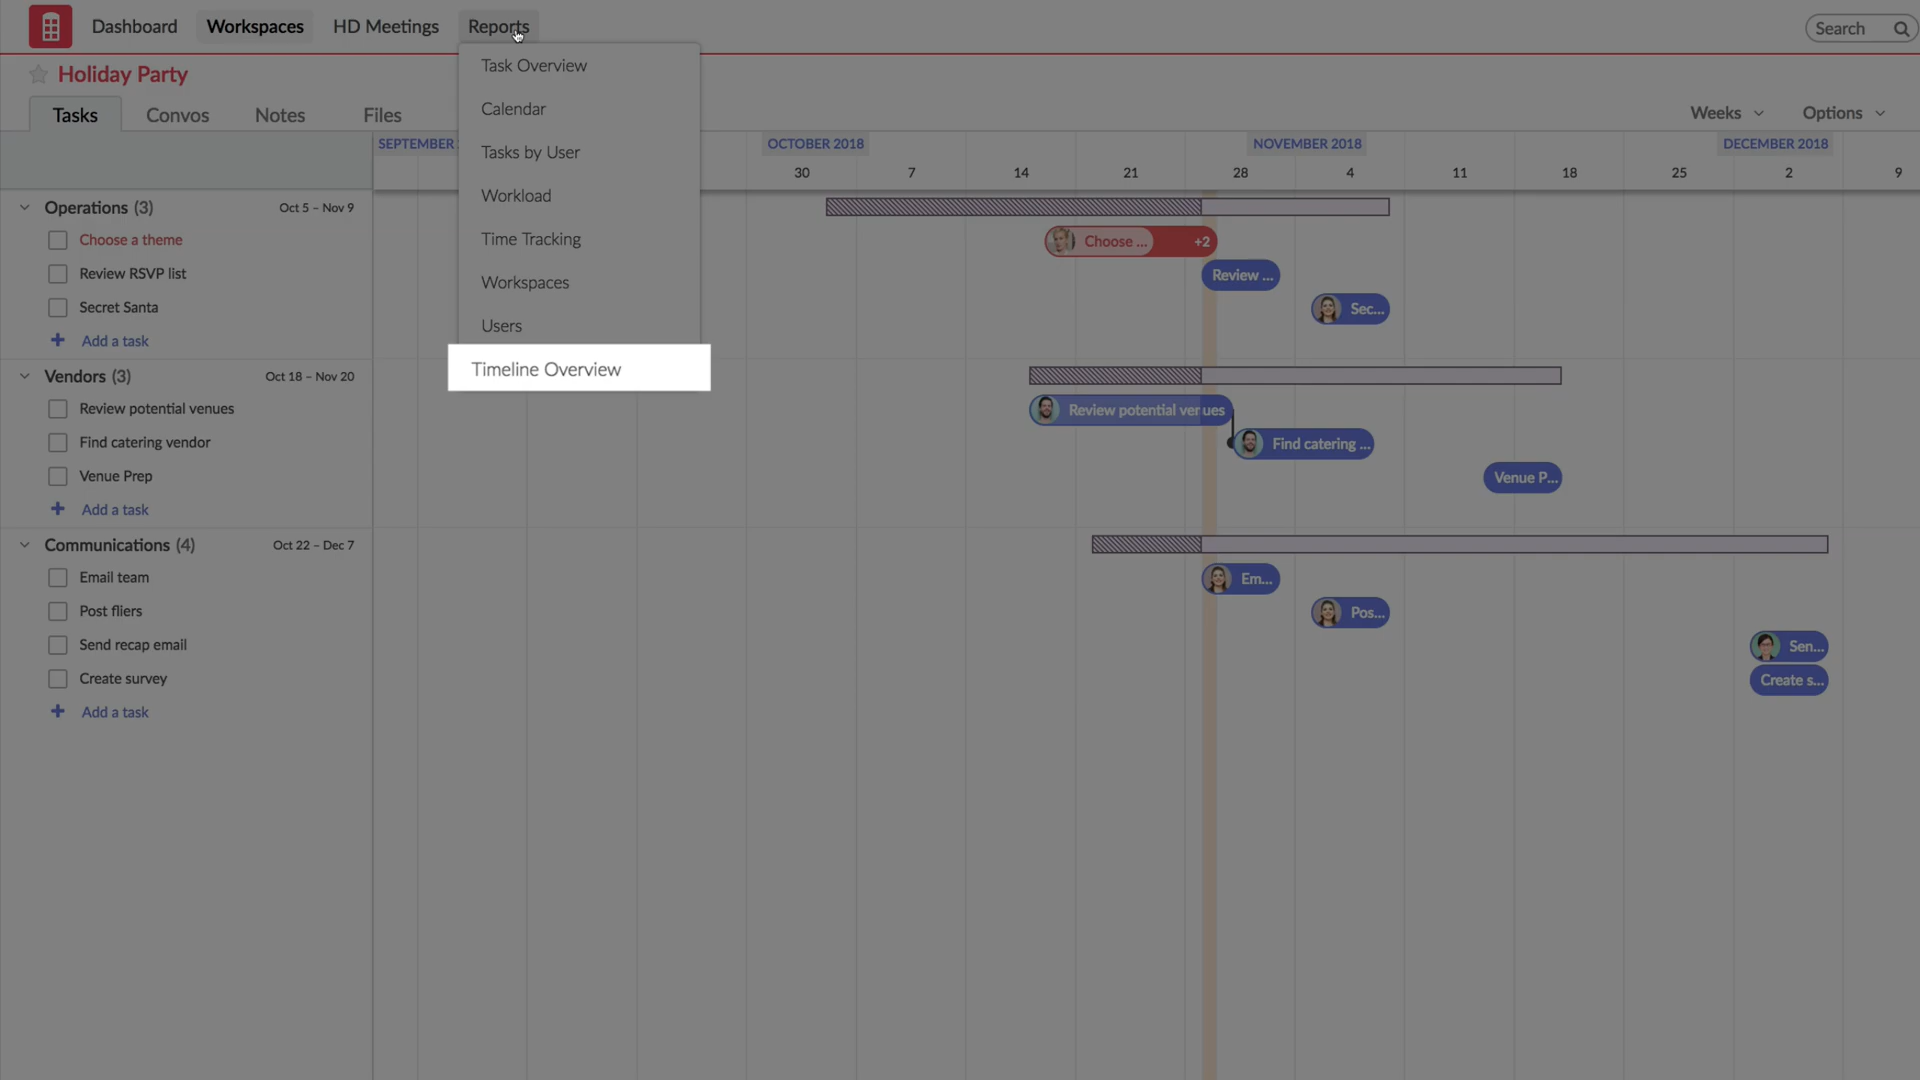 Dashboard Workspaces HD Meetings Reports Search
Holiday Party
Tasks Convos Notes Files
Weeks Options
Task Overview
Calendar
Tasks by User
Workload
Time Tracking
Workspaces
Users
Timeline Overview
SEPTEMBER OCTOBER 2018 NOVEMBER 2018 DECEMBER 2018
30 7 14 21 28 4 11 18 25 2 9
Operations (3) Oct 5 – Nov 9
Choose a theme
Choose ... +2
Review RSVP list
Review ...
Secret Santa
Sec...
Add a task
Vendors (3) Oct 18 – Nov 20
Review potential venues
Review potential venues
Find catering vendor
Find catering ...
Venue Prep
Venue P...
Add a task
Communications (4) Oct 22 – Dec 7
Email team
Em...
Post fliers
Pos...
Send recap email
Sen...
Create survey
Create s...
Add a task